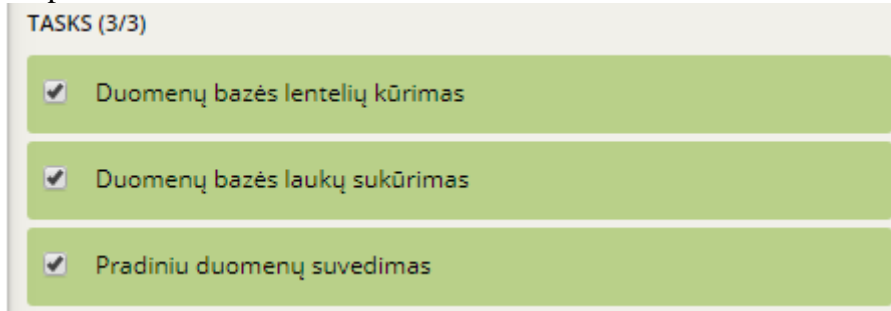 TASKS (3/3)
Duomenų bazės lentelių kūrimas
Duomenų bazės laukų sukūrimas
Pradiniu duomenų suvedimas